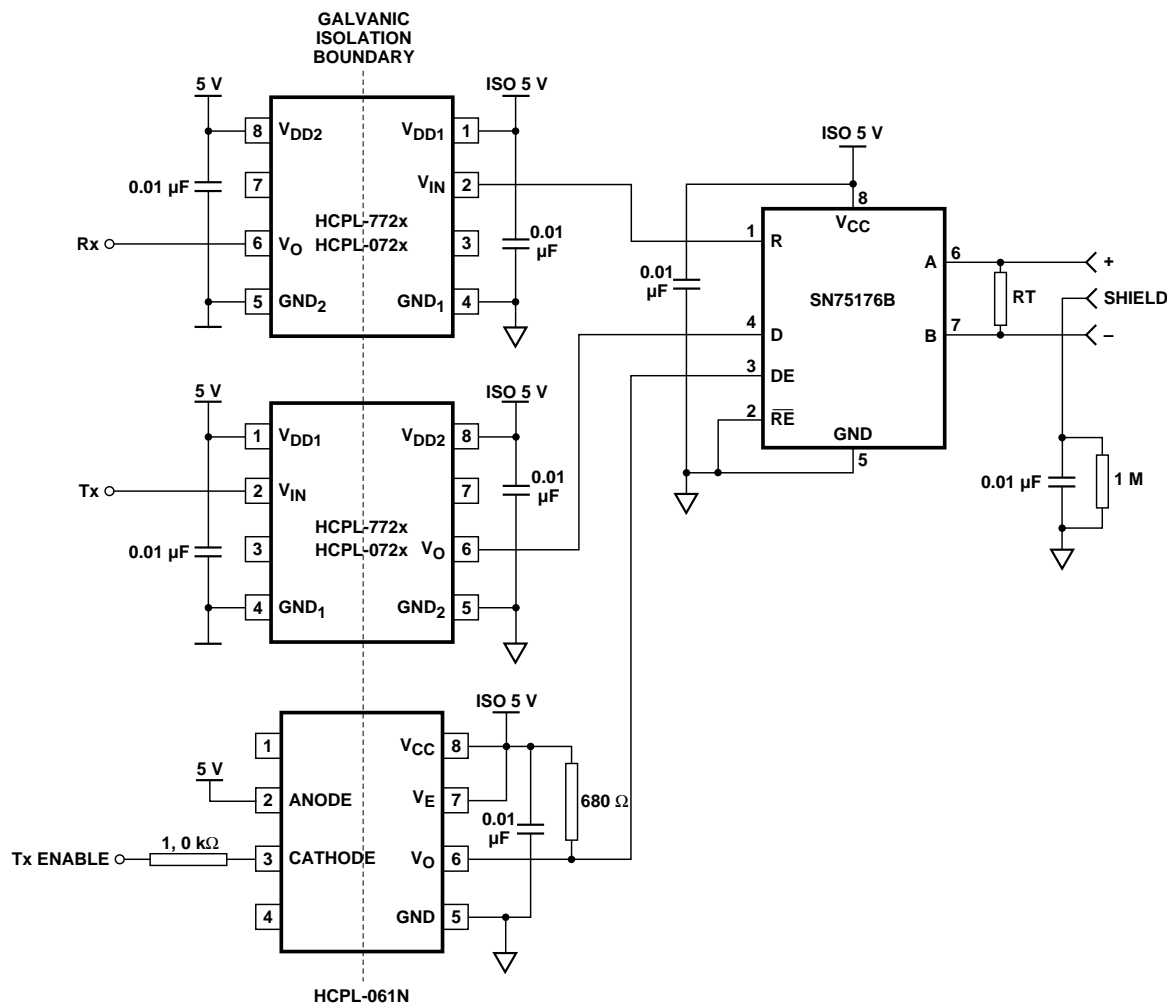 GALVANIC
ISOLATION
BOUNDARY
5 V
ISO 5 V
8 VDD2
VDD1 1
0.01 µF
7
VIN 2
HCPL-772x
HCPL-072x
Rx
6 VO
3
0.01
µF
5 GND2
GND1 4
5 V
ISO 5 V
1 VDD1
VDD2 8
0.01
µF
Tx
2 VIN
7
HCPL-772x
HCPL-072x
0.01 µF
3
VO 6
4 GND1
GND2 5
ISO 5 V
1
VCC 8
5 V
2 ANODE
VE 7
680 Ω
0.01
µF
Tx ENABLE
1, 0 kΩ
3 CATHODE
VO 6
4
GND 5
HCPL-061N
ISO 5 V
8
VCC
1 R
0.01
µF
A 6
+
SN75176B
RT
SHIELD
4 D
B 7
–
3 DE
2 RE
GND
5
0.01 µF
1 M